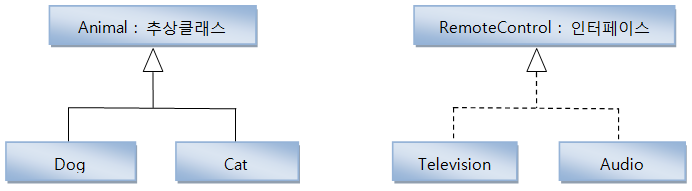 Animal : 추상클래스
RemoteControl : 인터페이스
Dog
Cat
Television
Audio